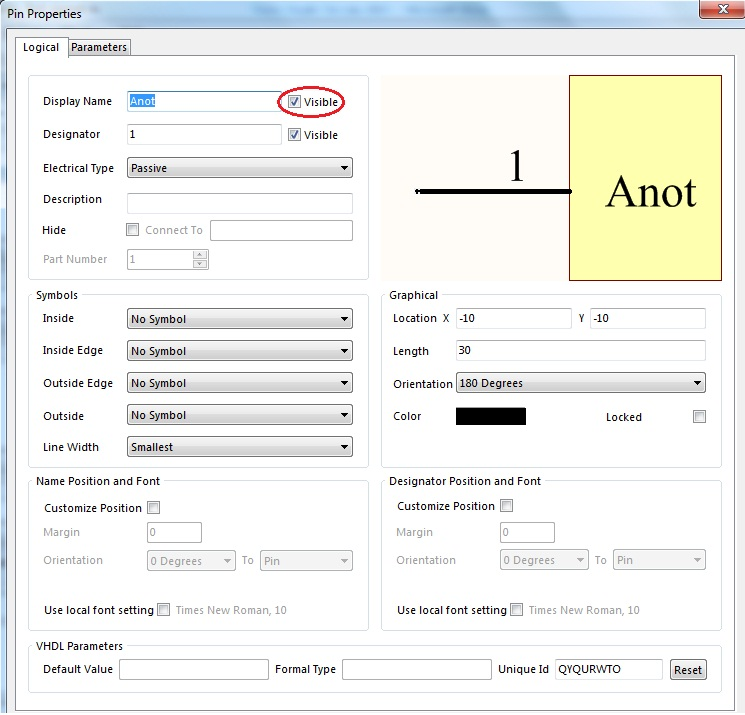 Pin Properties
Logical
Parameters
Display Name Anot Visible
Designator 1 Visible
Electrical Type Passive
Description
Hide Connect To
Part Number 1
1
Anot
Symbols
Inside No Symbol
Inside Edge No Symbol
Outside Edge No Symbol
Outside No Symbol
Line Width Smallest
Graphical
Location X -10 Y -10
Length 30
Orientation 180 Degrees
Color Locked
Name Position and Font
Customize Position
Margin 0
Orientation 0 Degrees To Pin
Use local font setting Times New Roman, 10
Designator Position and Font
Customize Position
Margin 0
Orientation 0 Degrees To Pin
Use local font setting Times New Roman, 10
VHDL Parameters
Default Value Formal Type Unique Id QYQURWTO Reset